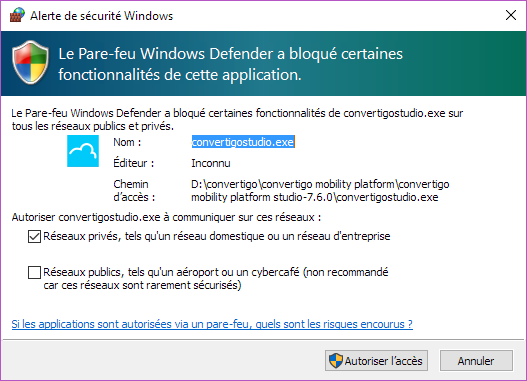 Alerte de sécurité Windows
Le Pare-feu Windows Defender a bloqué certaines
fonctionnalités de cette application.
Le Pare-feu Windows Defender a bloqué certaines fonctionnalités de convertigostudio.exe sur
tous les réseaux publics et privés.
Nom : convertigostudio.exe
Éditeur : Inconnu
Chemin D:\convertigo\convertigo mobility platform\convertigo
d'accès : mobility platform studio-7.6.0\convertigostudio.exe
Autoriser convertigostudio.exe à communiquer sur ces réseaux :
Réseaux privés, tels qu'un réseau domestique ou un réseau d'entreprise
Réseaux publics, tels qu'un aéroport ou un cybercafé (non recommandé
car ces réseaux sont rarement sécurisés)
Si les applications sont autorisées via un pare-feu, quels sont les risques encourus ?
Autoriser l'accès Annuler